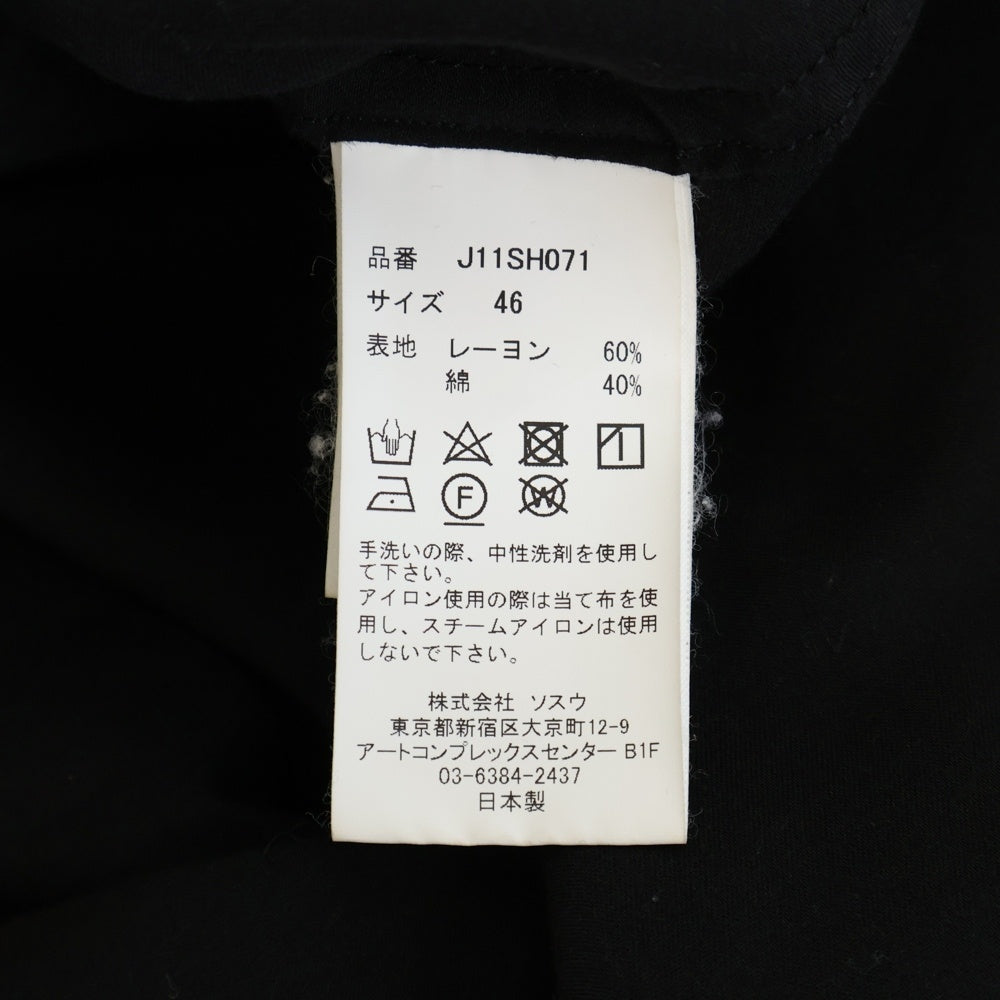 品番 J11SH071
サイズ 46
表地 レーヨン 60%
綿 40%
F W
手洗いの際、中性洗剤を使用し
て下さい。
アイロン使用の際は当て布を使
用し、スチームアイロンは使用
しないで下さい。
株式会社 ソスウ
東京都新宿区大京町12-9
アートコンプレックスセンター B1F
03-6384-2437
日本製